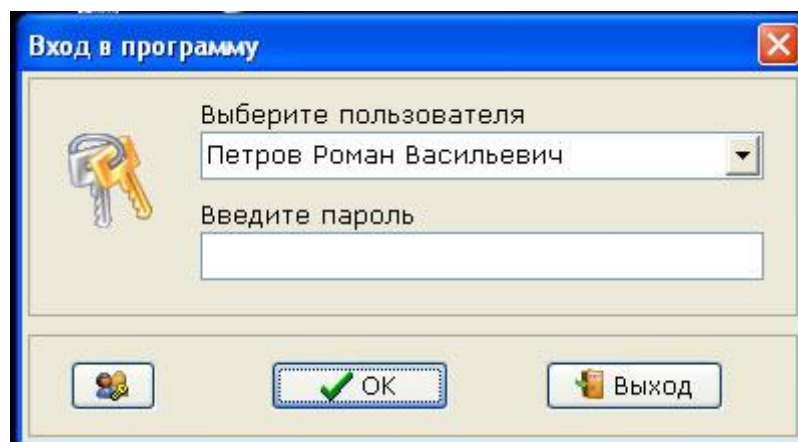 Вход в программу
Выберите пользователя
Петров Роман Васильевич
Введите пароль
OK
Выход